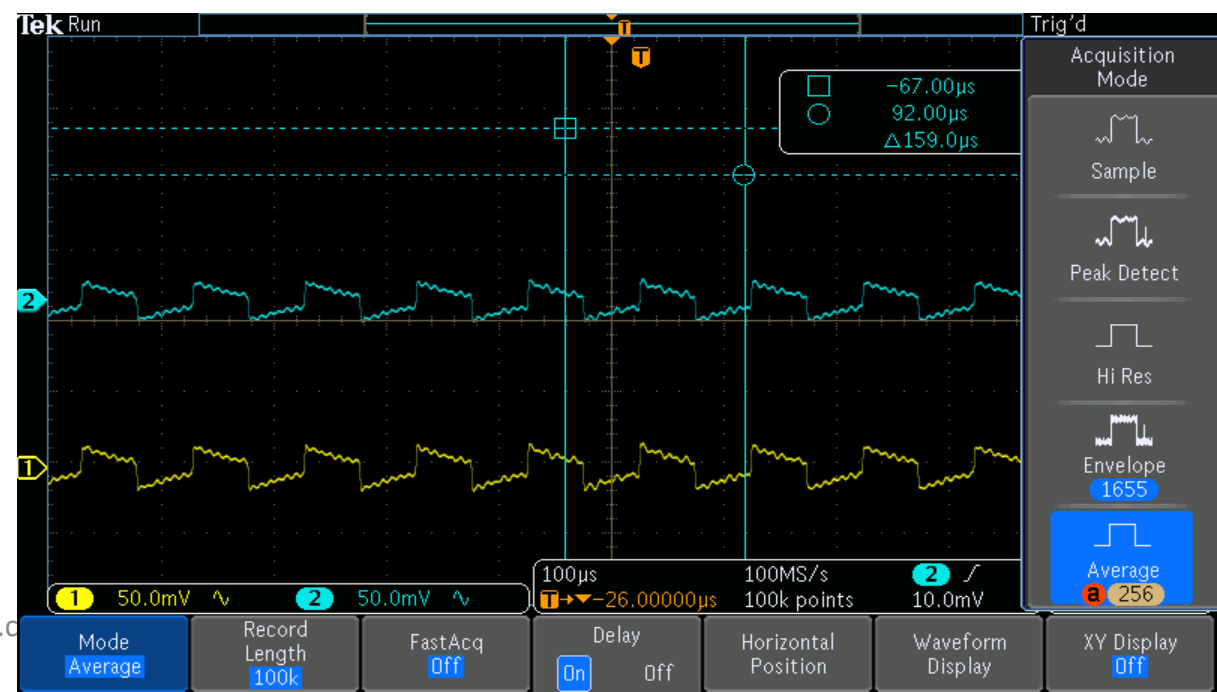 Tek Run
Trig'd
T
T
Acquisition
Mode
-67.00µs
92.00µs
Δ159.0µs
Sample
Peak Detect
2
Hi Res
1
Envelope
1655
Average
a 256
100µs 100MS/s 2
1 50.0mV 2 50.0mV T→▼-26.00000µs 100k points 10.0mV
Mode
Average
Record
Length
100k
FastAcq
Off
Delay
On Off
Horizontal
Position
Waveform
Display
XY Display
Off